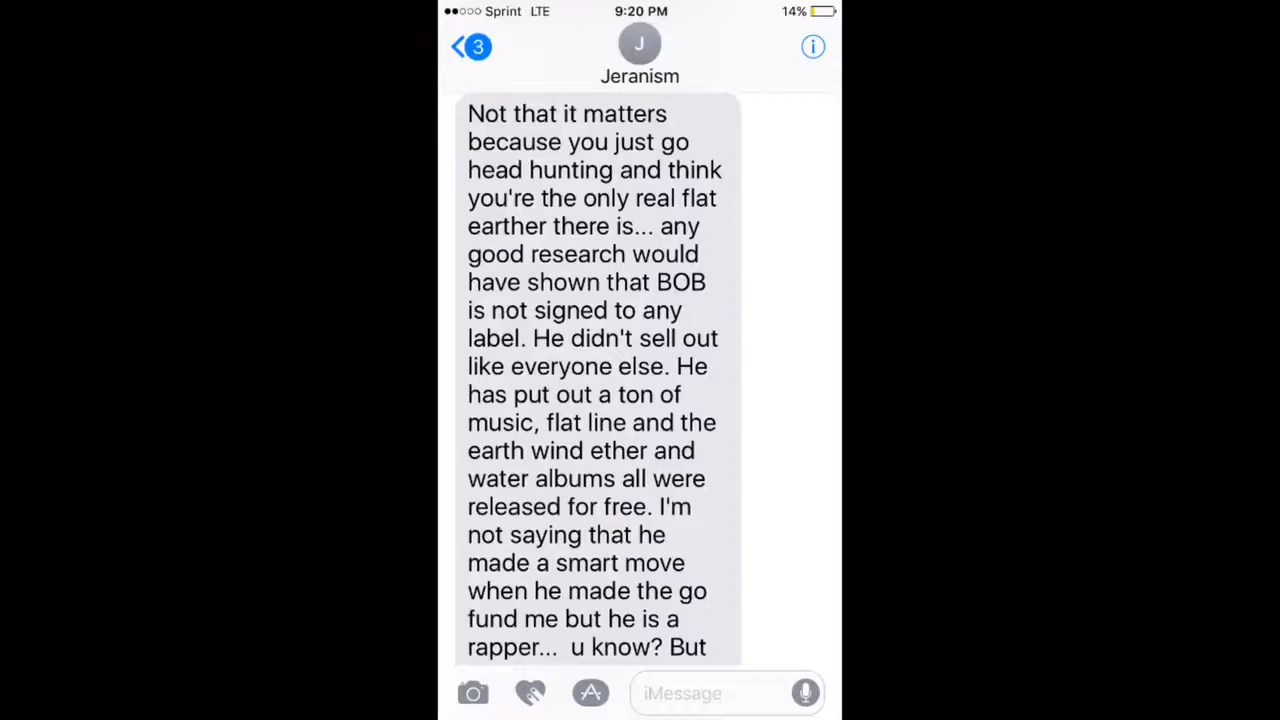 Sprint LTE 9:20 PM 14%
3 J
Jeranism
Not that it matters
because you just go
head hunting and think
you're the only real flat
earther there is... any
good research would
have shown that BOB
is not signed to any
label. He didn't sell out
like everyone else. He
has put out a ton of
music, flat line and the
earth wind ether and
water albums all were
released for free. I'm
not saying that he
made a smart move
when he made the go
fund me but he is a
rapper... u know? But
iMessage